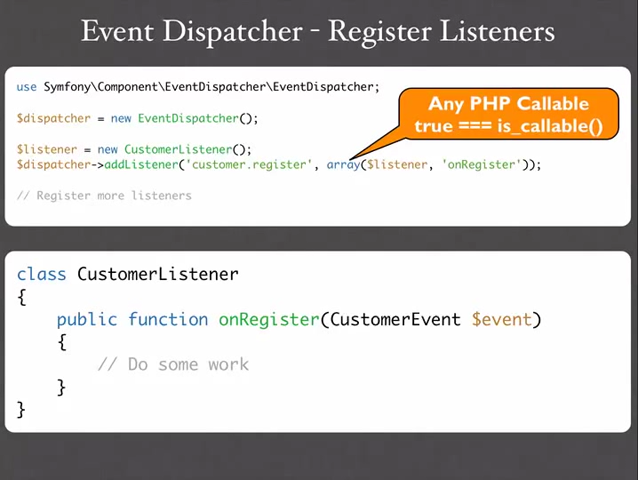 Event Dispatcher - Register Listeners
use Symfony\Component\EventDispatcher\EventDispatcher;
Any PHP Callable
true === is_callable()
$dispatcher = new EventDispatcher();
$listener = new CustomerListener();
$dispatcher->addListener('customer.register', array($listener, 'onRegister'));
// Register more listeners
class CustomerListener
{
    public function onRegister(CustomerEvent $event)
    {
        // Do some work
    }
}